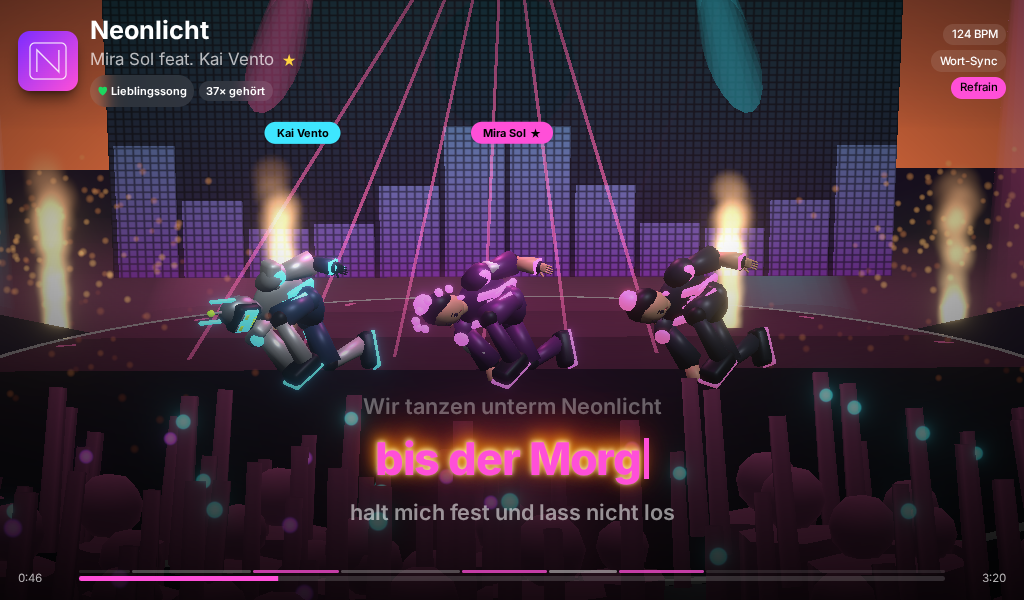 Neonlicht
Mira Sol feat. Kai Vento ★
Lieblingssong
37× gehört
124 BPM
Wort-Sync
Refrain
N
Kai Vento
Mira Sol ★
Wir tanzen unterm Neonlicht
bis der Morg
halt mich fest und lass nicht los
0:46
3:20